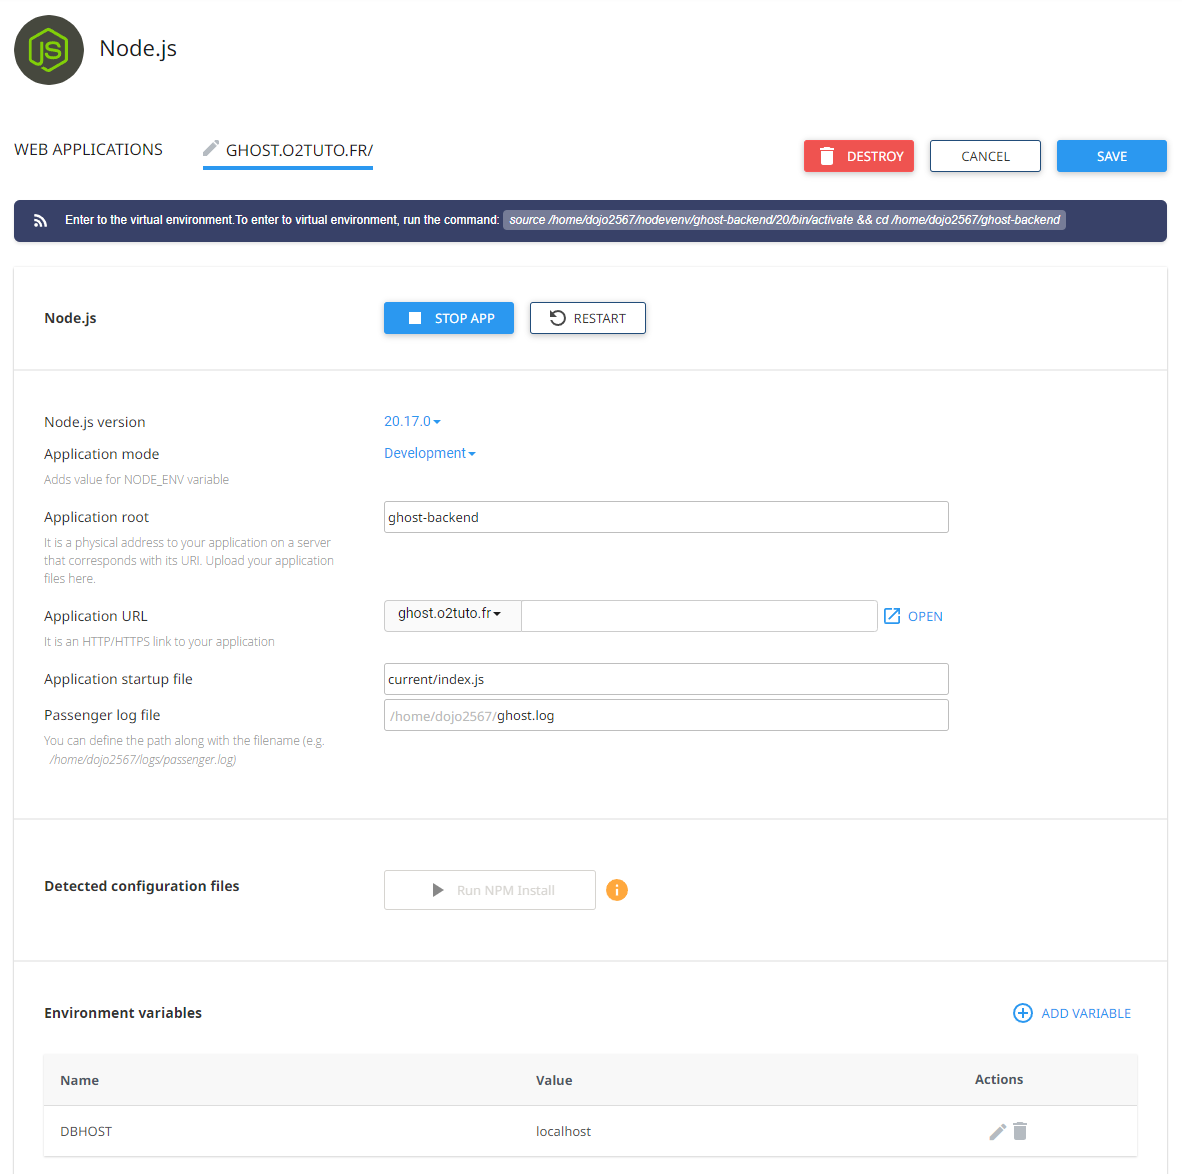 JS
Node.js
WEB APPLICATIONS
GHOST.O2TUTO.FR/
DESTROY
CANCEL
SAVE
Enter to the virtual environment.To enter to virtual environment, run the command: source /home/dojo2567/nodevenv/ghost-backend/20/bin/activate && cd /home/dojo2567/ghost-backend
Node.js
STOP APP
RESTART
Node.js version
20.17.0
Application mode
Development
Adds value for NODE_ENV variable
Application root
ghost-backend
It is a physical address to your application on a server
that corresponds with its URI. Upload your application
files here.
Application URL
ghost.o2tuto.fr
OPEN
It is an HTTP/HTTPS link to your application
Application startup file
current/index.js
Passenger log file
/home/dojo2567/ghost.log
You can define the path along with the filename (e.g.
/home/dojo2567/logs/passenger.log)
Detected configuration files
Run NPM Install
i
Environment variables
ADD VARIABLE
Name
Value
Actions
DBHOST
localhost